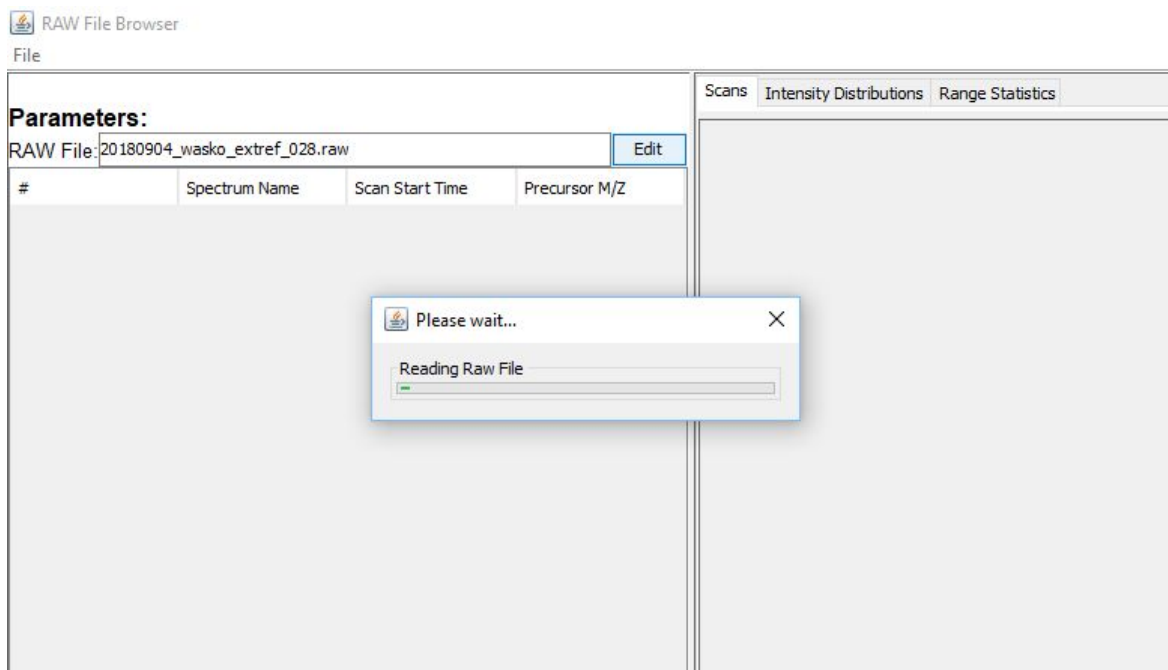 RAW File Browser
File
Parameters:
RAW File: 20180904_wasko_extref_028.raw Edit
# Spectrum Name Scan Start Time Precursor M/Z
Scans Intensity Distributions Range Statistics
Please wait...
Reading Raw File